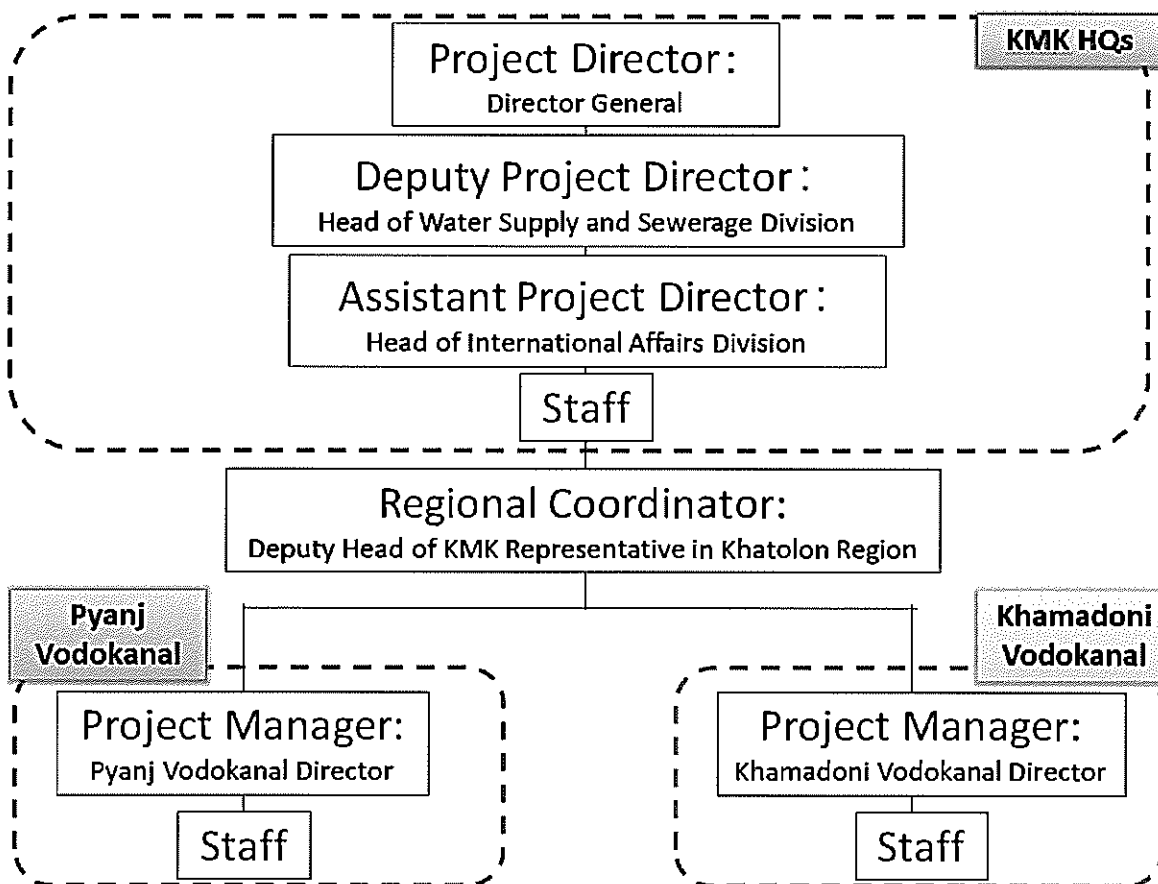 KMK HQs
Project Director:
Director General
Deputy Project Director:
Head of Water Supply and Sewerage Division
Assistant Project Director:
Head of International Affairs Division
Staff
Regional Coordinator:
Deputy Head of KMK Representative in Khatolon Region
Pyanj
Vodokanal
Project Manager:
Pyanj Vodokanal Director
Staff
Khamadoni
Vodokanal
Project Manager:
Khamadoni Vodokanal Director
Staff